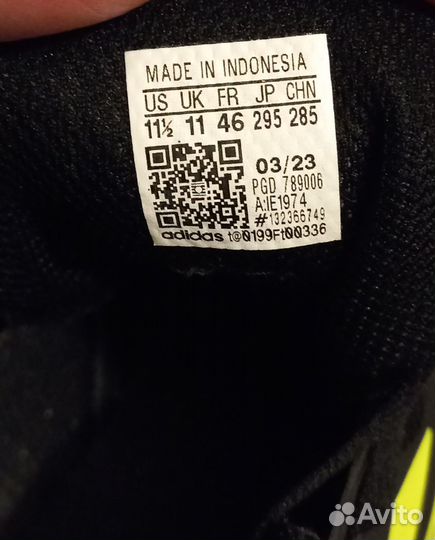 MADE IN INDONESIA
US UK FR JP CHN
11½ 11 46 295 285
03/23
PGD 789006
A:IE1974
#132366749
adidas t@0199Ft00336
Avito